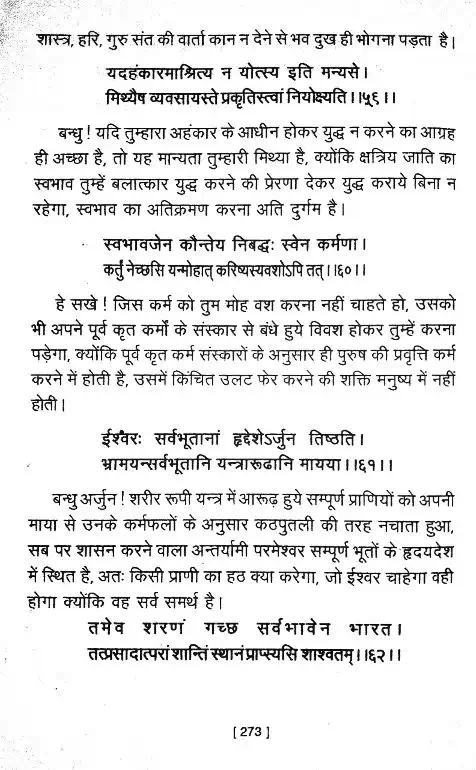 शास्त्र, हरि, गुरु संत की वार्ता कान न देने से भव दुख ही भोगना पड़ता है।
यदहंकारमाश्रित्य न योत्स्य इति मन्यसे।
मिथ्यैष व्यवसायस्ते प्रकृतिस्त्वां नियोक्ष्यति।।५६।।
बन्धु! यदि तुम्हारा अहंकार के आधीन होकर युद्ध न करने का आग्रह
ही अच्छा है, तो यह मान्यता तुम्हारी मिथ्या है, क्योंकि क्षत्रिय जाति का
स्वभाव तुम्हें बलात्कार युद्ध करने की प्रेरणा देकर युद्ध कराये बिना न
रहेगा, स्वभाव का अतिक्रमण करना अति दुर्गम है।
स्वभावजेन कौन्तेय निबद्धः स्वेन कर्मणा।
कर्तुं नेच्छसि यन्मोहात् करिष्यस्यवशोऽपि तत्।।६०।।
हे सखे! जिस कर्म को तुम मोह वश करना नहीं चाहते हो, उसको
भी अपने पूर्व कृत कर्मो के संस्कार से बंधे हुये विवश होकर तुम्हें करना
पड़ेगा, क्योंकि पूर्व कृत कर्म संस्कारों के अनुसार ही पुरुष की प्रवृत्ति कर्म
करने में होती है, उसमें किंचित उलट फेर करने की शक्ति मनुष्य में नहीं
होती।
ईश्वरः सर्वभूतानां हृद्देशेऽर्जुन तिष्ठति।
भ्रामयन्सर्वभूतानि यन्त्रारूढानि मायया।।६१।।
बन्धु अर्जुन! शरीर रूपी यन्त्र में आरूढ़ हुये सम्पूर्ण प्राणियों को अपनी
माया से उनके कर्मफलों के अनुसार कठपुतली की तरह नचाता हुआ,
सब पर शासन करने वाला अन्तर्यामी परमेश्वर सम्पूर्ण भूतों के हृदयदेश
में स्थित है, अतः किसी प्राणी का हठ क्या करेगा, जो ईश्वर चाहेगा वही
होगा क्योंकि वह सर्व समर्थ है।
तमेव शरणं गच्छ सर्वभावेन भारत।
तत्प्रसादात्परां शान्तिं स्थानं प्राप्स्यसि शाश्वतम्।।६२।।
[ 273 ]